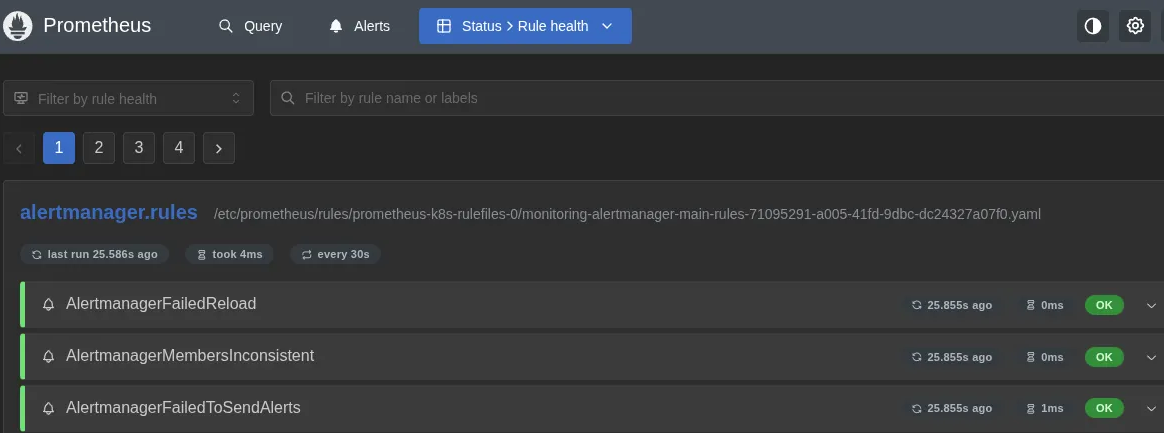 Prometheus Query Alerts Status > Rule health
Filter by rule health Filter by rule name or labels
1 2 3 4
alertmanager.rules /etc/prometheus/rules/prometheus-k8s-rulefiles-0/monitoring-alertmanager-main-rules-71095291-a005-41fd-9dbc-dc24327a07f0.yaml
last run 25.586s ago took 4ms every 30s
AlertmanagerFailedReload 25.855s ago 0ms OK
AlertmanagerMembersInconsistent 25.855s ago 0ms OK
AlertmanagerFailedToSendAlerts 25.855s ago 1ms OK